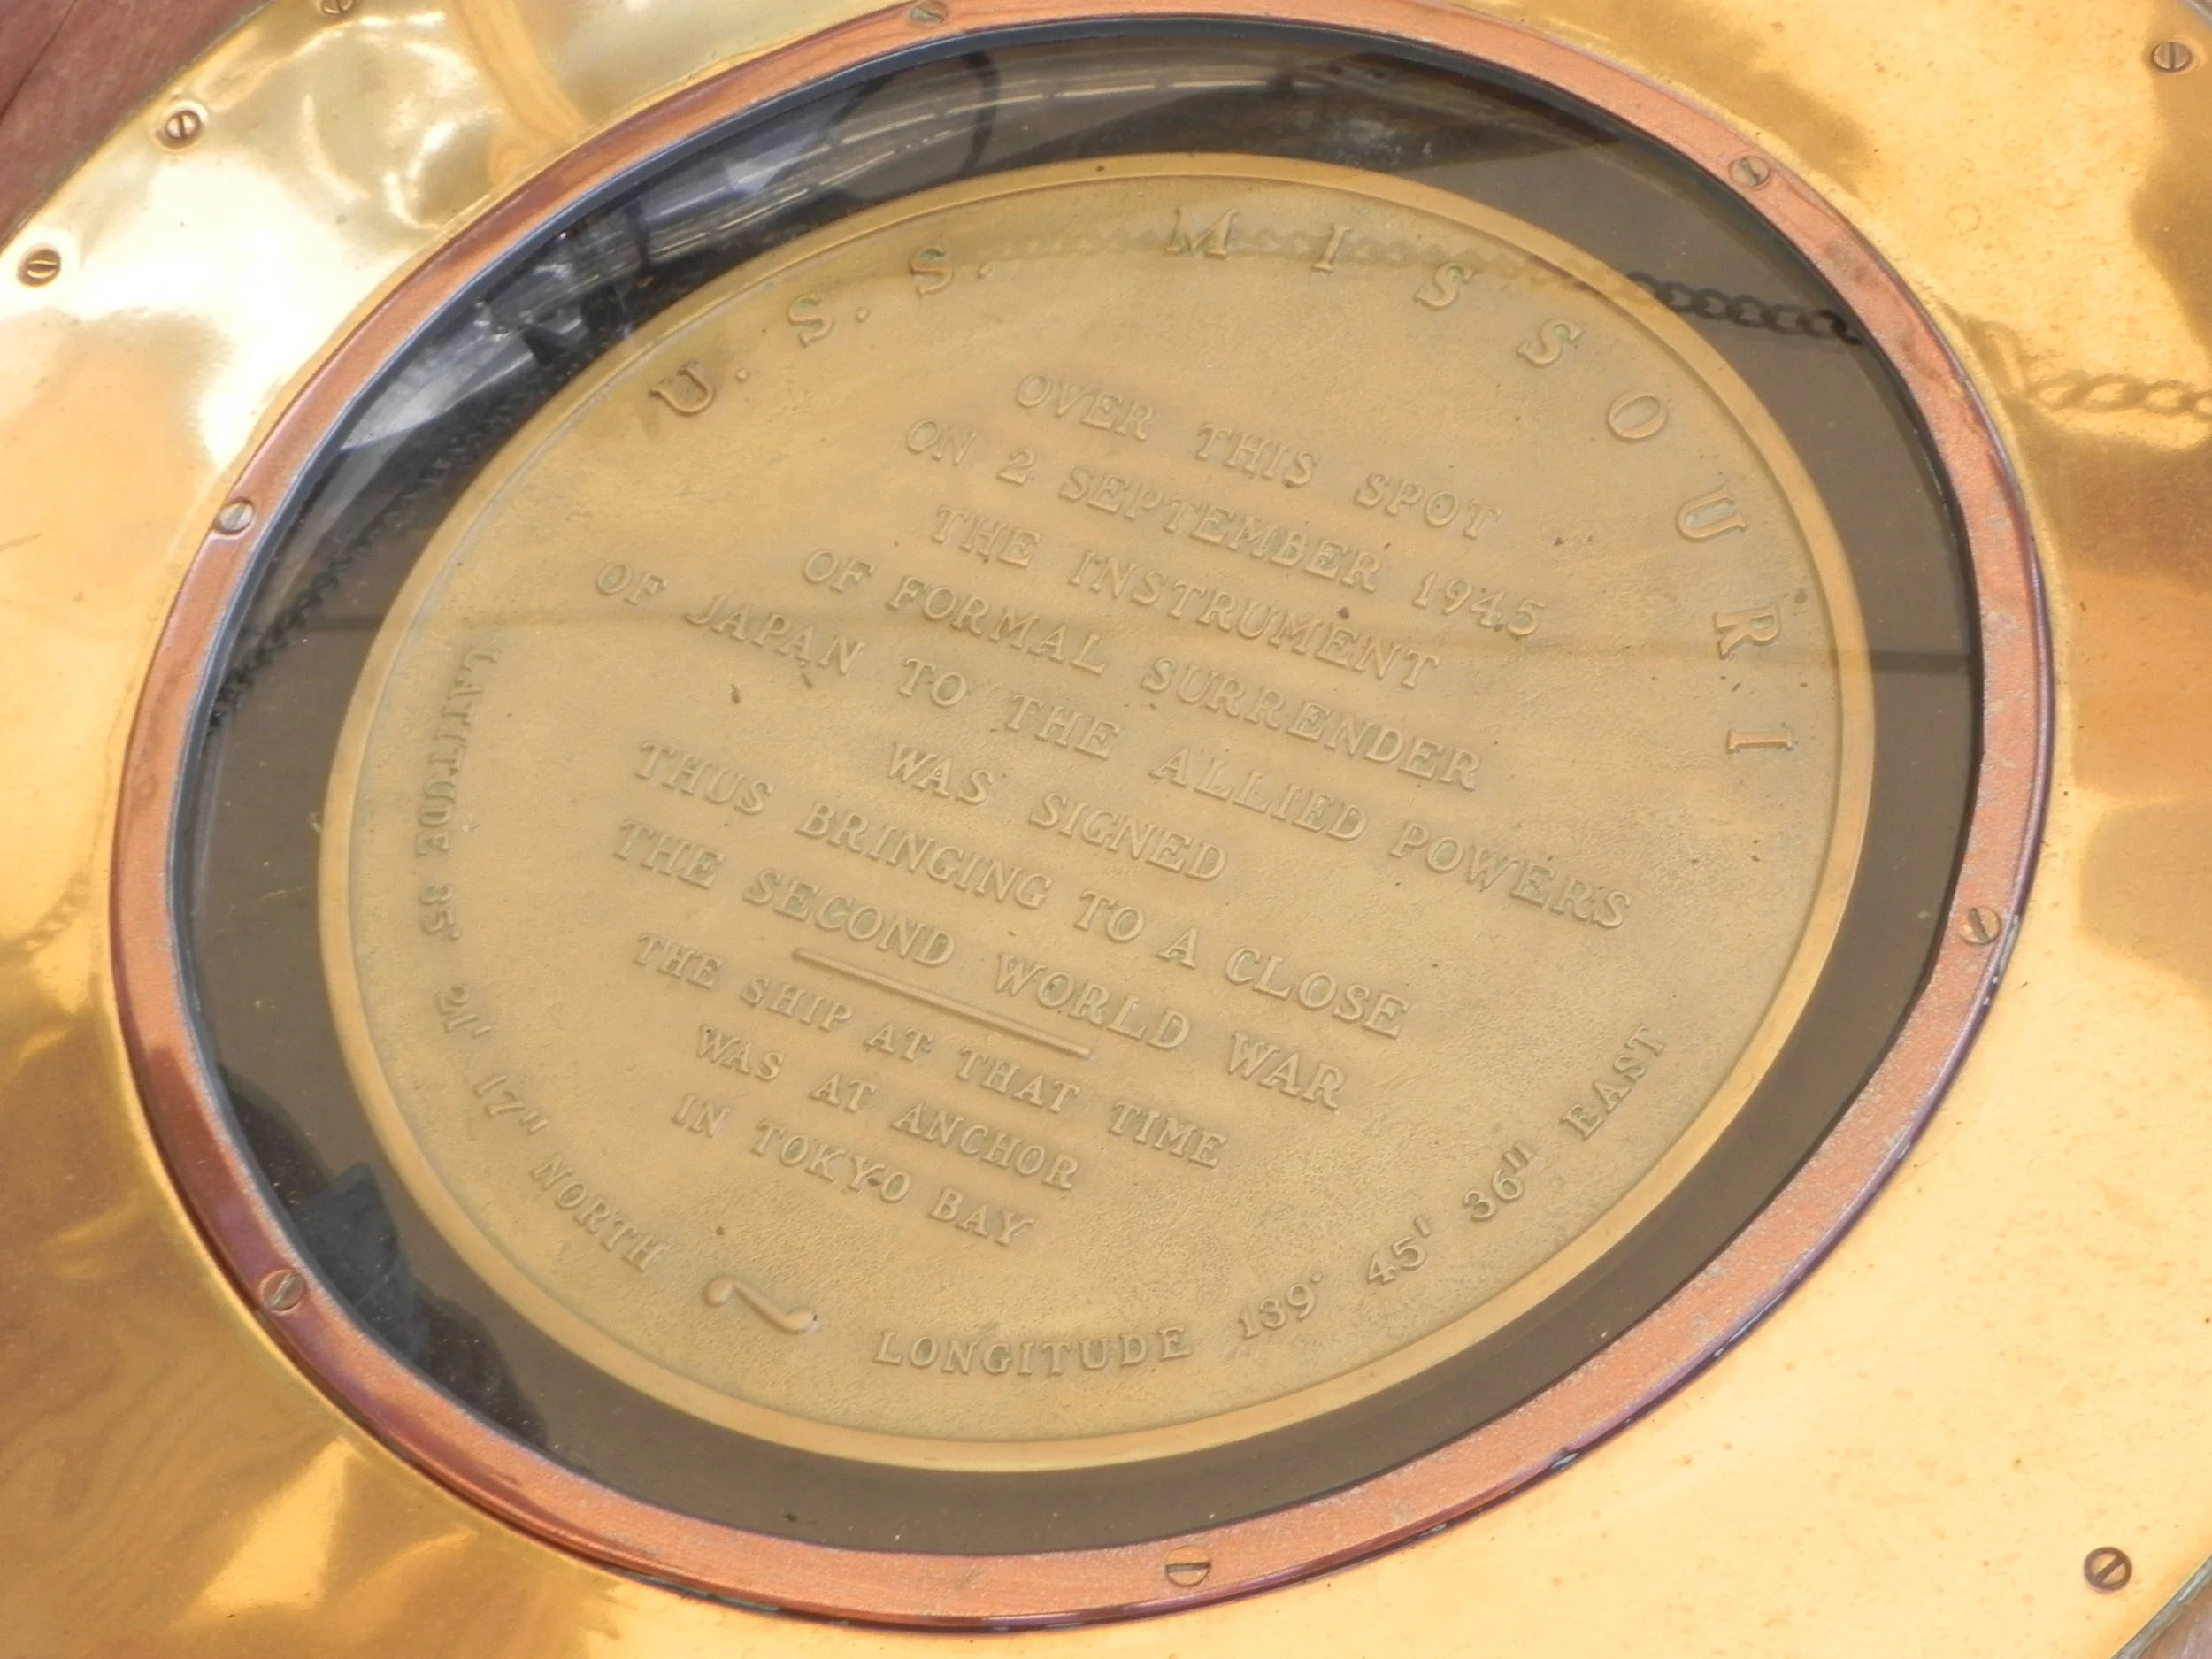 U. S. S. MISSOURI
OVER THIS SPOT
ON 2 SEPTEMBER 1945
THE INSTRUMENT
OF FORMAL SURRENDER
OF JAPAN TO THE ALLIED POWERS
WAS SIGNED
THUS BRINGING TO A CLOSE
THE SECOND WORLD WAR
THE SHIP AT THAT TIME
WAS AT ANCHOR
IN TOKYO BAY
LATITUDE 35° 21' 17" NORTH ~ LONGITUDE 139° 45' 36" EAST